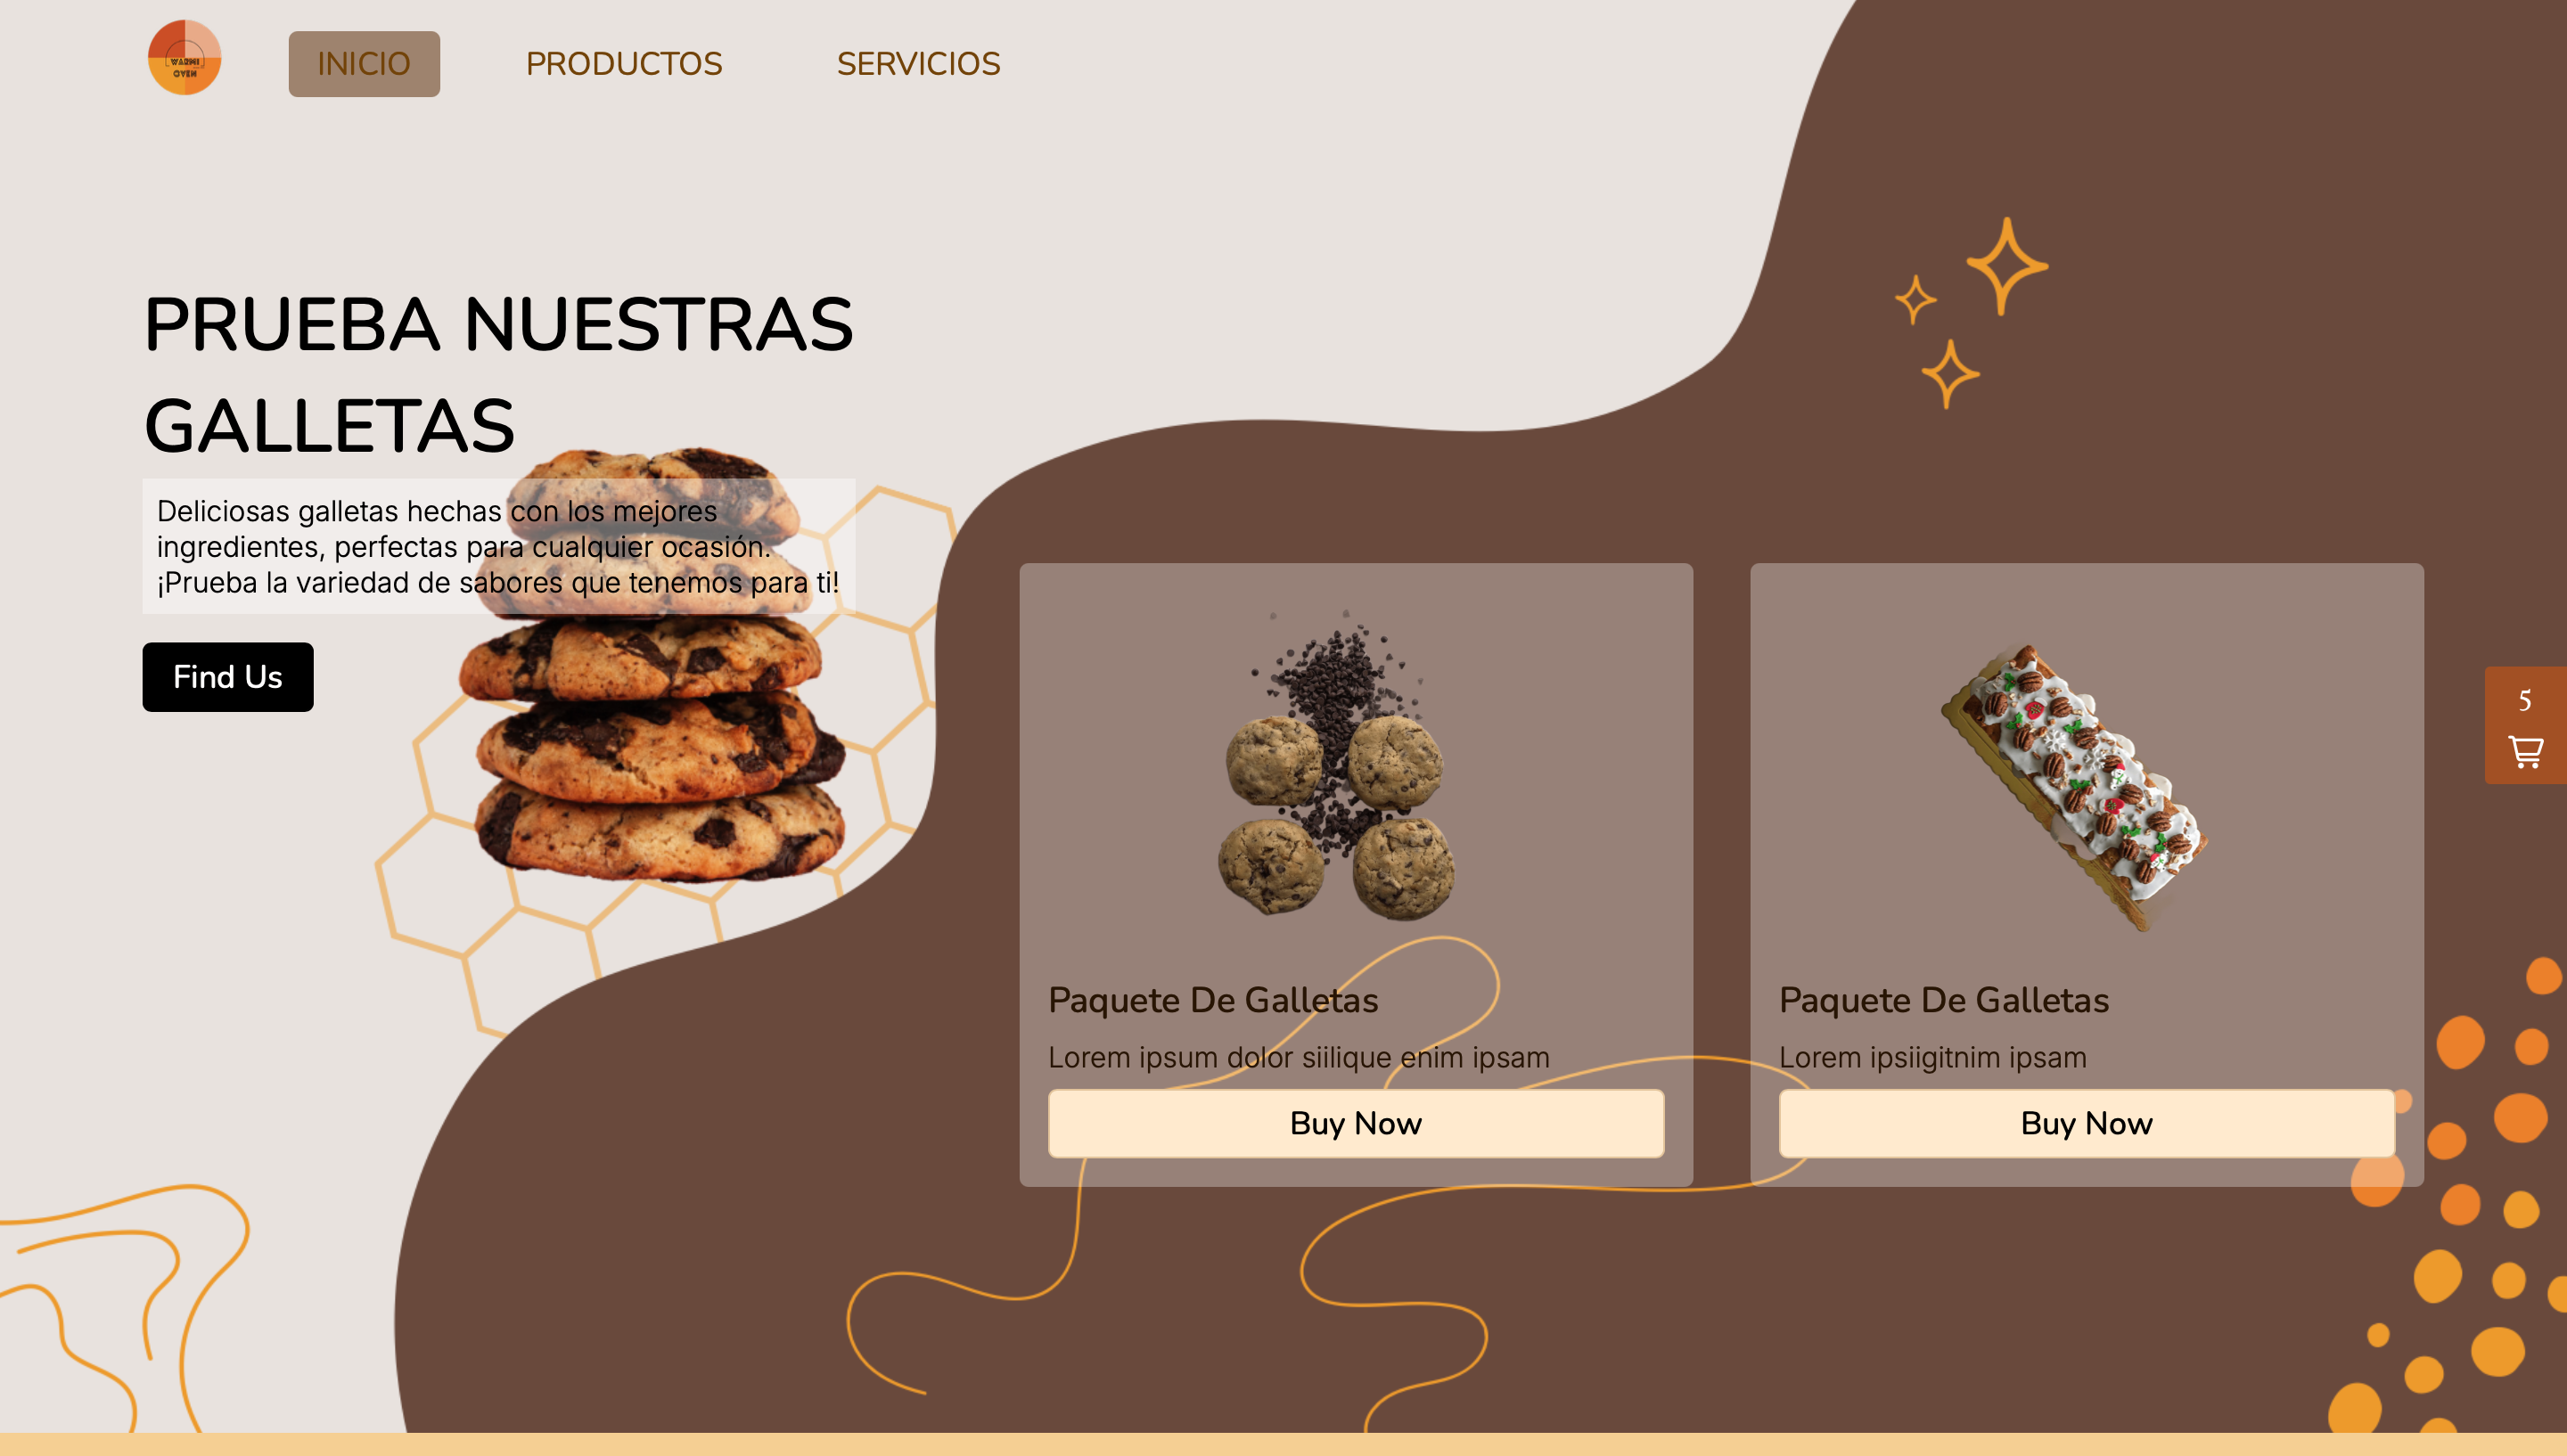 WARMI
OVEN
INICIO
PRODUCTOS
SERVICIOS
PRUEBA NUESTRAS
GALLETAS
Deliciosas galletas hechas con los mejores
ingredientes, perfectas para cualquier ocasión.
¡Prueba la variedad de sabores que tenemos para ti!
Find Us
5
Paquete De Galletas
Lorem ipsum dolor siilique enim ipsam
Buy Now
Paquete De Galletas
Lorem ipsiigitnim ipsam
Buy Now